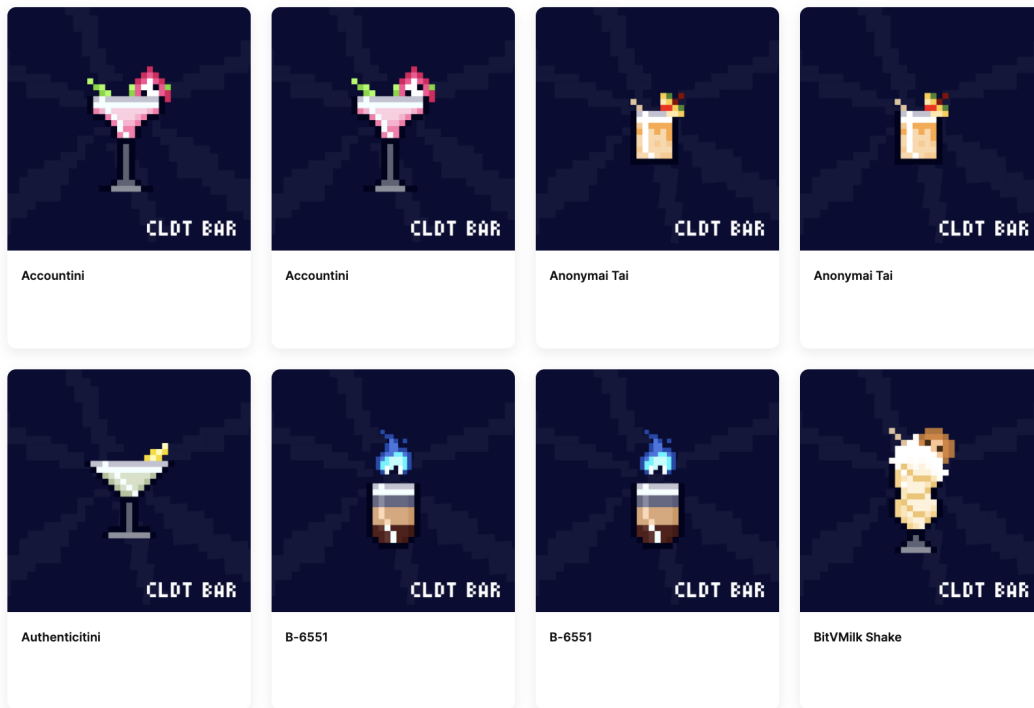 CLDT BAR
CLDT BAR
CLDT BAR
CLDT BAR
Accountini
Accountini
Anonymai Tai
Anonymai Tai
CLDT BAR
CLDT BAR
CLDT BAR
CLDT BAR
Authenticitini
B-6551
B-6551
BitVMilk Shake